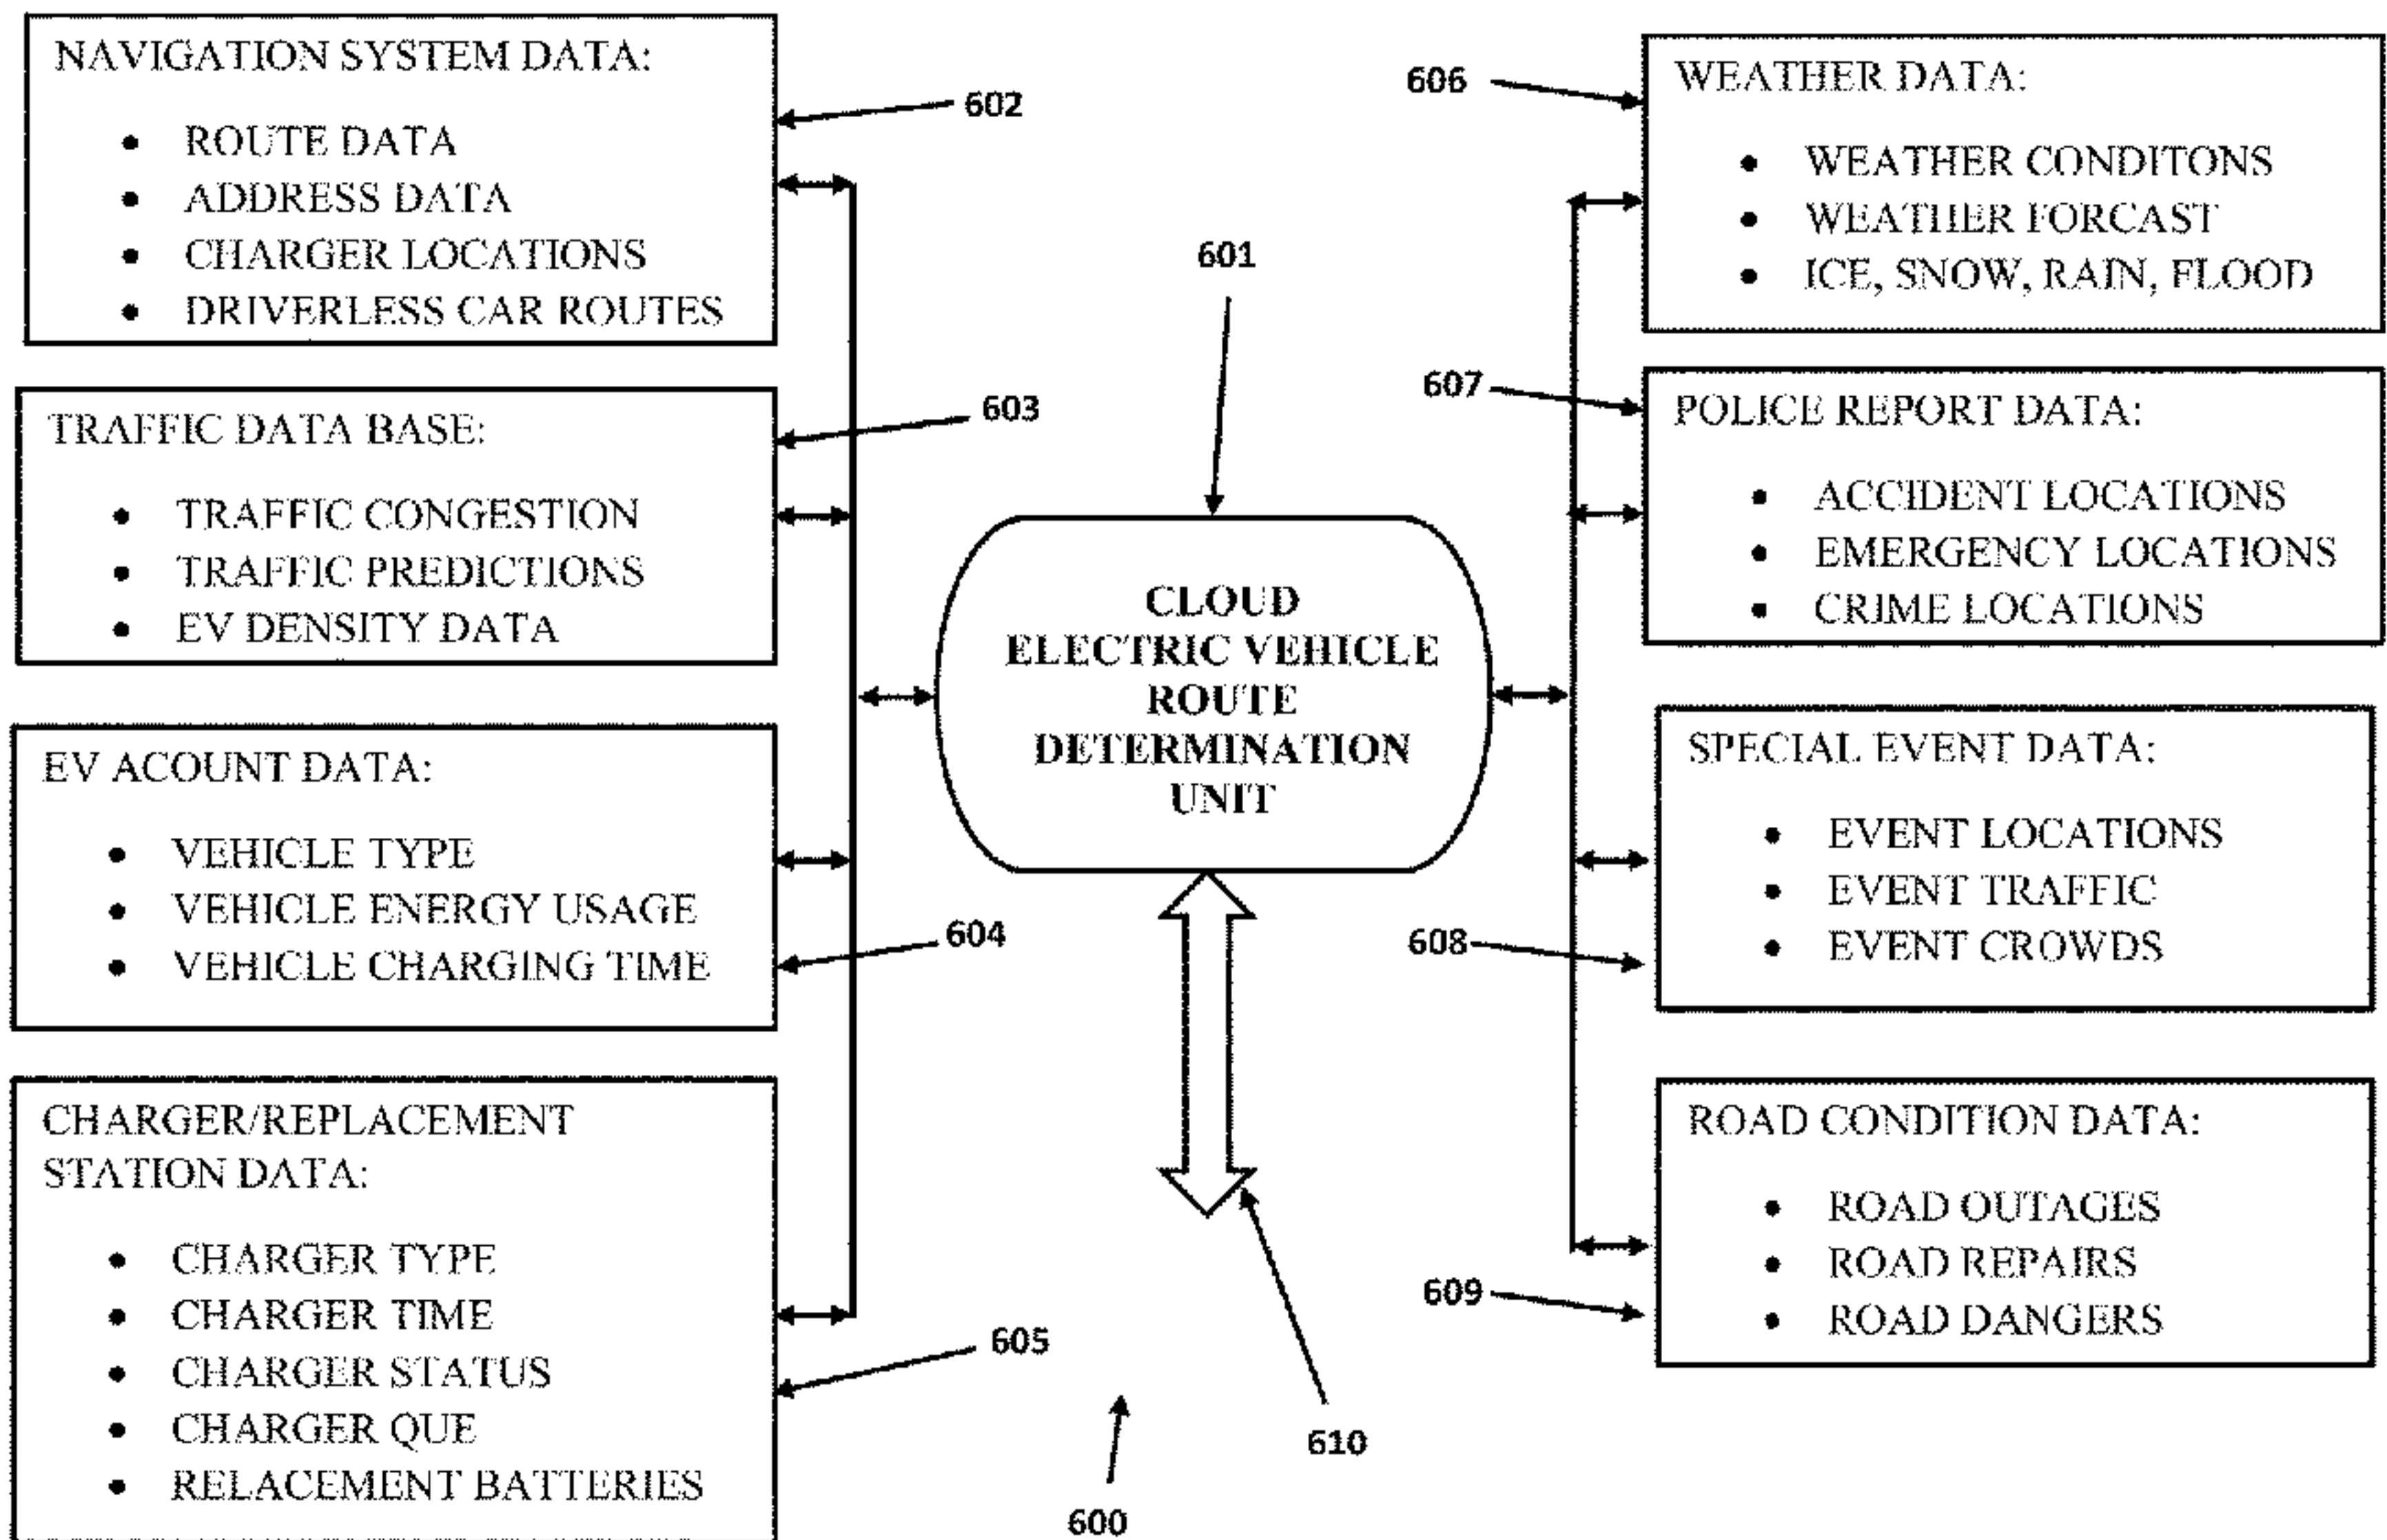 NAVIGATION SYSTEM DATA:
• ROUTE DATA
• ADDRESS DATA
• CHARGER LOCATIONS
• DRIVERLESS CAR ROUTES
602
TRAFFIC DATA BASE:
• TRAFFIC CONGESTION
• TRAFFIC PREDICTIONS
• EV DENSITY DATA
603
EV ACOUNT DATA:
• VEHICLE TYPE
• VEHICLE ENERGY USAGE
• VEHICLE CHARGING TIME
604
CHARGER/REPLACEMENT
STATION DATA:
• CHARGER TYPE
• CHARGER TIME
• CHARGER STATUS
• CHARGER QUE
• RELACEMENT BATTERIES
605
601
CLOUD
ELECTRIC VEHICLE
ROUTE
DETERMINATION
UNIT
610
600
606
WEATHER DATA:
• WEATHER CONDITONS
• WEATHER FORCAST
• ICE, SNOW, RAIN, FLOOD
607
POLICE REPORT DATA:
• ACCIDENT LOCATIONS
• EMERGENCY LOCATIONS
• CRIME LOCATIONS
608
SPECIAL EVENT DATA:
• EVENT LOCATIONS
• EVENT TRAFFIC
• EVENT CROWDS
609
ROAD CONDITION DATA:
• ROAD OUTAGES
• ROAD REPAIRS
• ROAD DANGERS